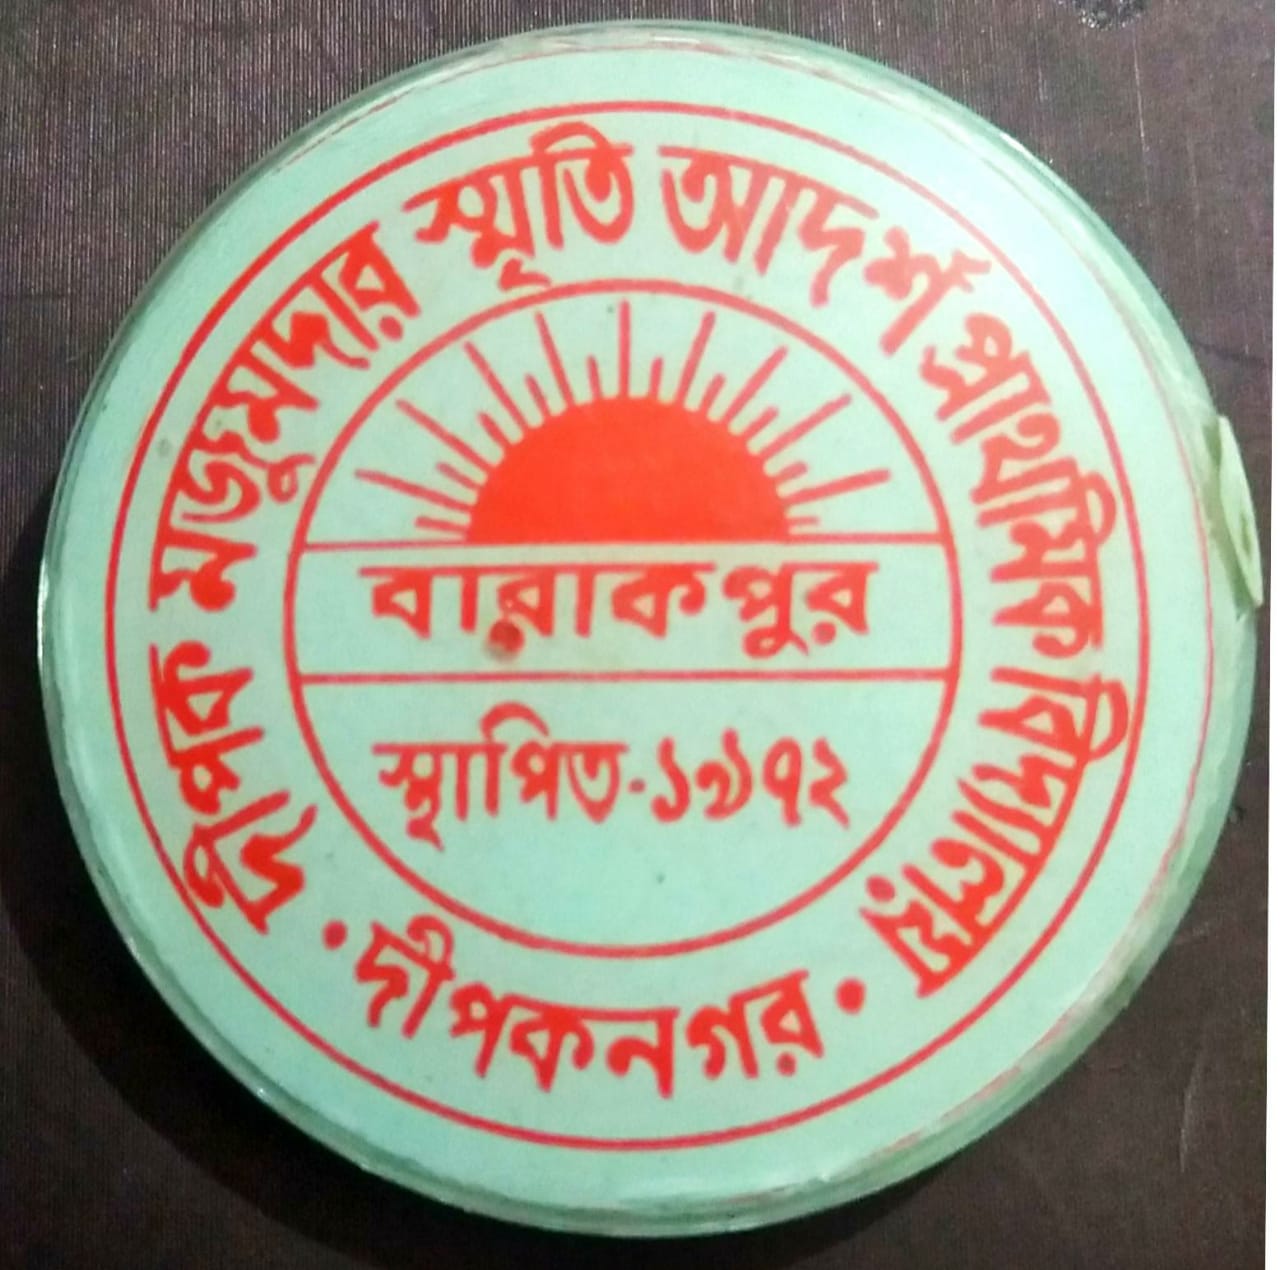 দীপক মজুমদার স্মৃতি আদর্শ প্রাথমিক বিদ্যালয়
বারাকপুর
স্থাপিত-১৯৭২
• দীপকনগর •